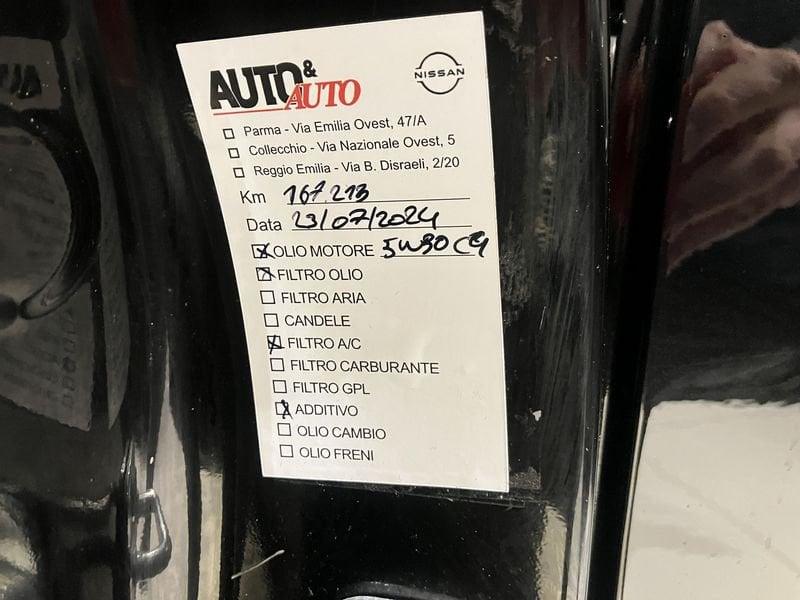 AUTO & AUTO
NISSAN
Parma - Via Emilia Ovest, 47/A
Collecchio - Via Nazionale Ovest, 5
Reggio Emilia - Via B. Disraeli, 2/20
Km 167.213
Data 23/07/2024
OLIO MOTORE 5W30 C4
FILTRO OLIO
FILTRO ARIA
CANDELE
FILTRO A/C
FILTRO CARBURANTE
FILTRO GPL
ADDITIVO
OLIO CAMBIO
OLIO FRENI